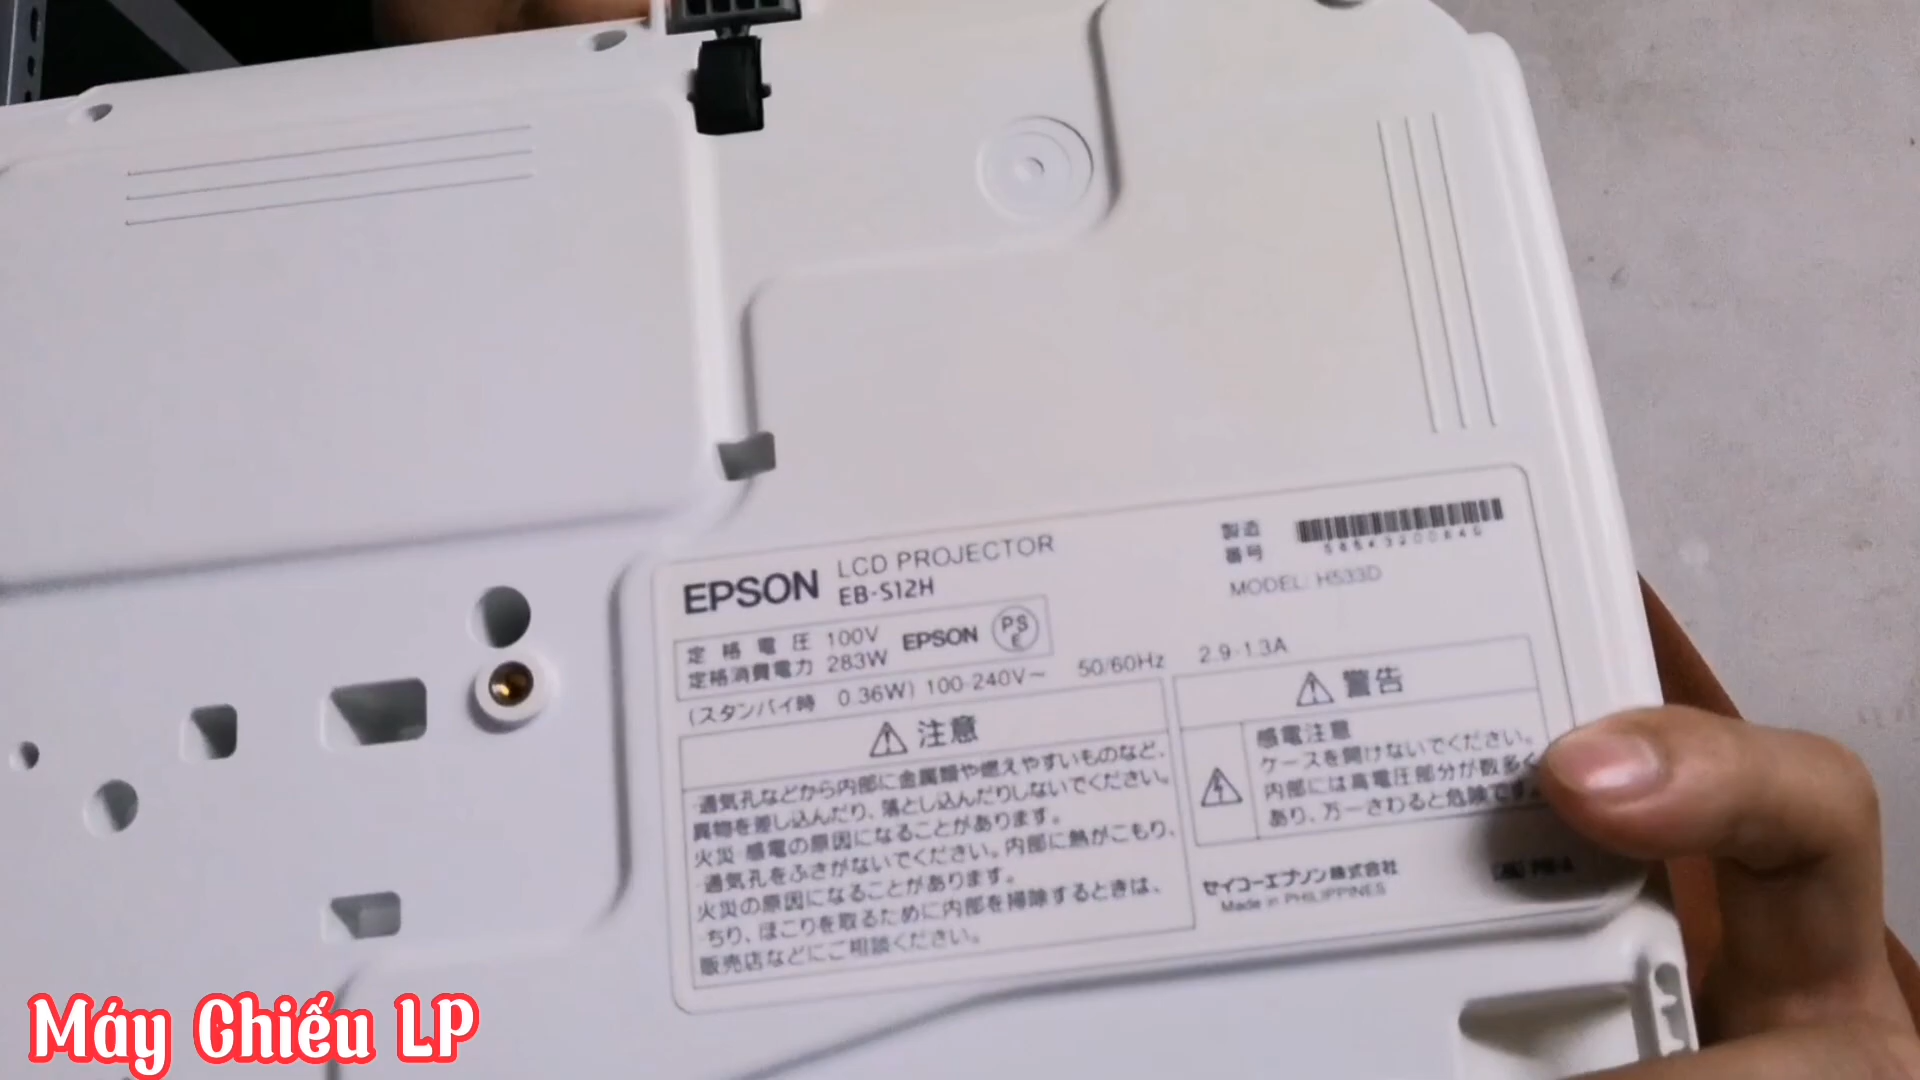 EPSON LCD PROJECTOR
EB-S12H
製造
番号
MODEL: H533D
定格電圧 100V
定格消費電力 283W
EPSON
PS
E
(スタンバイ時 0.36W) 100-240V～ 50/60Hz 2.9-1.3A
注意
通気孔などから内部に金属類や燃えやすいものなど、
異物を差し込んだり、落とし込んだりしないでください。
火災・感電の原因になることがあります。
通気孔をふさがないでください。内部に熱がこもり、
火災の原因になることがあります。
ちり、ほこりを取るために内部を掃除するときは、
販売店などにご相談ください。
警告
感電注意
ケースを開けないでください。
内部には高電圧部分が数多く
あり、万一さわると危険です。
セイコーエプソン株式会社
Made in PHILIPPINES
Máy Chiếu LP